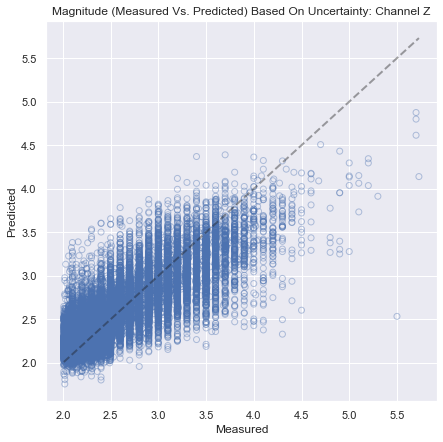 Magnitude (Measured Vs. Predicted) Based On Uncertainty: Channel Z
Predicted
5.5
5.0
4.5
4.0
3.5
3.0
2.5
2.0
2.0 2.5 3.0 3.5 4.0 4.5 5.0 5.5
Measured